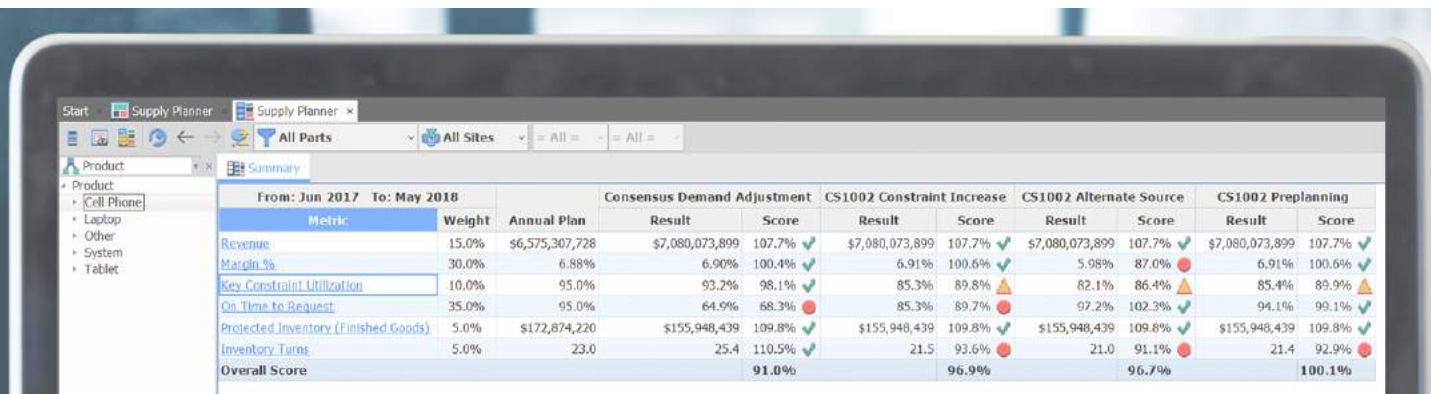 Start Supply Planner Supply Planner ×
All Parts All Sites = All = = All =
Product Summary
Product
Cell Phone
Laptop
Other
System
Tablet
From: Jun 2017 To: May 2018 Consensus Demand Adjustment CS1002 Constraint Increase CS1002 Alternate Source CS1002 Preplanning
Metric Weight Annual Plan Result Score Result Score Result Score Result Score
Revenue 15.0% $6,575,307,728 $7,080,073,899 107.7% $7,080,073,899 107.7% $7,080,073,899 107.7% $7,080,073,899 107.7%
Margin % 30.0% 6.88% 6.90% 100.4% 6.91% 100.6% 5.98% 87.0% 6.91% 100.6%
Key Constraint Utilization 10.0% 95.0% 93.2% 98.1% 85.3% 89.8% 82.1% 86.4% 85.4% 89.9%
On Time to Request 35.0% 95.0% 64.9% 68.3% 85.3% 89.7% 97.2% 102.3% 94.1% 99.1%
Projected Inventory (Finished Goods) 5.0% $172,874,220 $155,948,439 109.8% $155,948,439 109.8% $155,948,439 109.8% $155,948,439 109.8%
Inventory Turns 5.0% 23.0 25.4 110.5% 21.5 93.6% 21.0 91.1% 21.4 92.9%
Overall Score 91.0% 96.9% 96.7% 100.1%